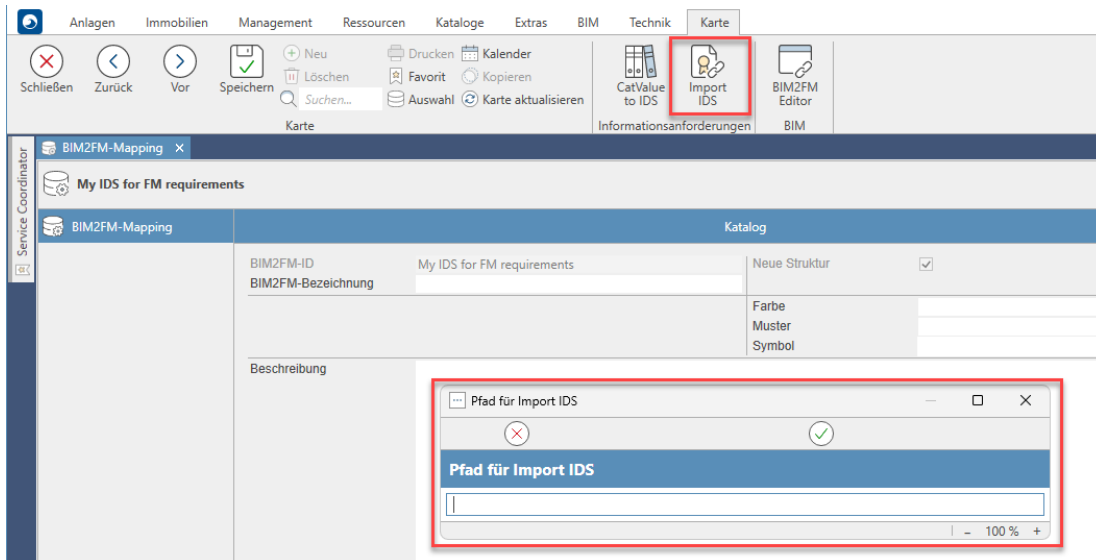 Anlagen Immobilien Management Ressourcen Kataloge Extras BIM Technik Karte
Schließen Zurück Vor Speichern
Neu
Löschen
Suchen...
Drucken Kalender
Favorit Kopieren
Auswahl Karte aktualisieren
Karte
CatValue
to IDS
Import
IDS
Informationsanforderungen
BIM2FM
Editor
BIM
Service Coordinator
BIM2FM-Mapping
My IDS for FM requirements
BIM2FM-Mapping
Katalog
BIM2FM-ID My IDS for FM requirements Neue Struktur
BIM2FM-Bezeichnung
Farbe
Muster
Symbol
Beschreibung
Pfad für Import IDS
Pfad für Import IDS
- 100 % +